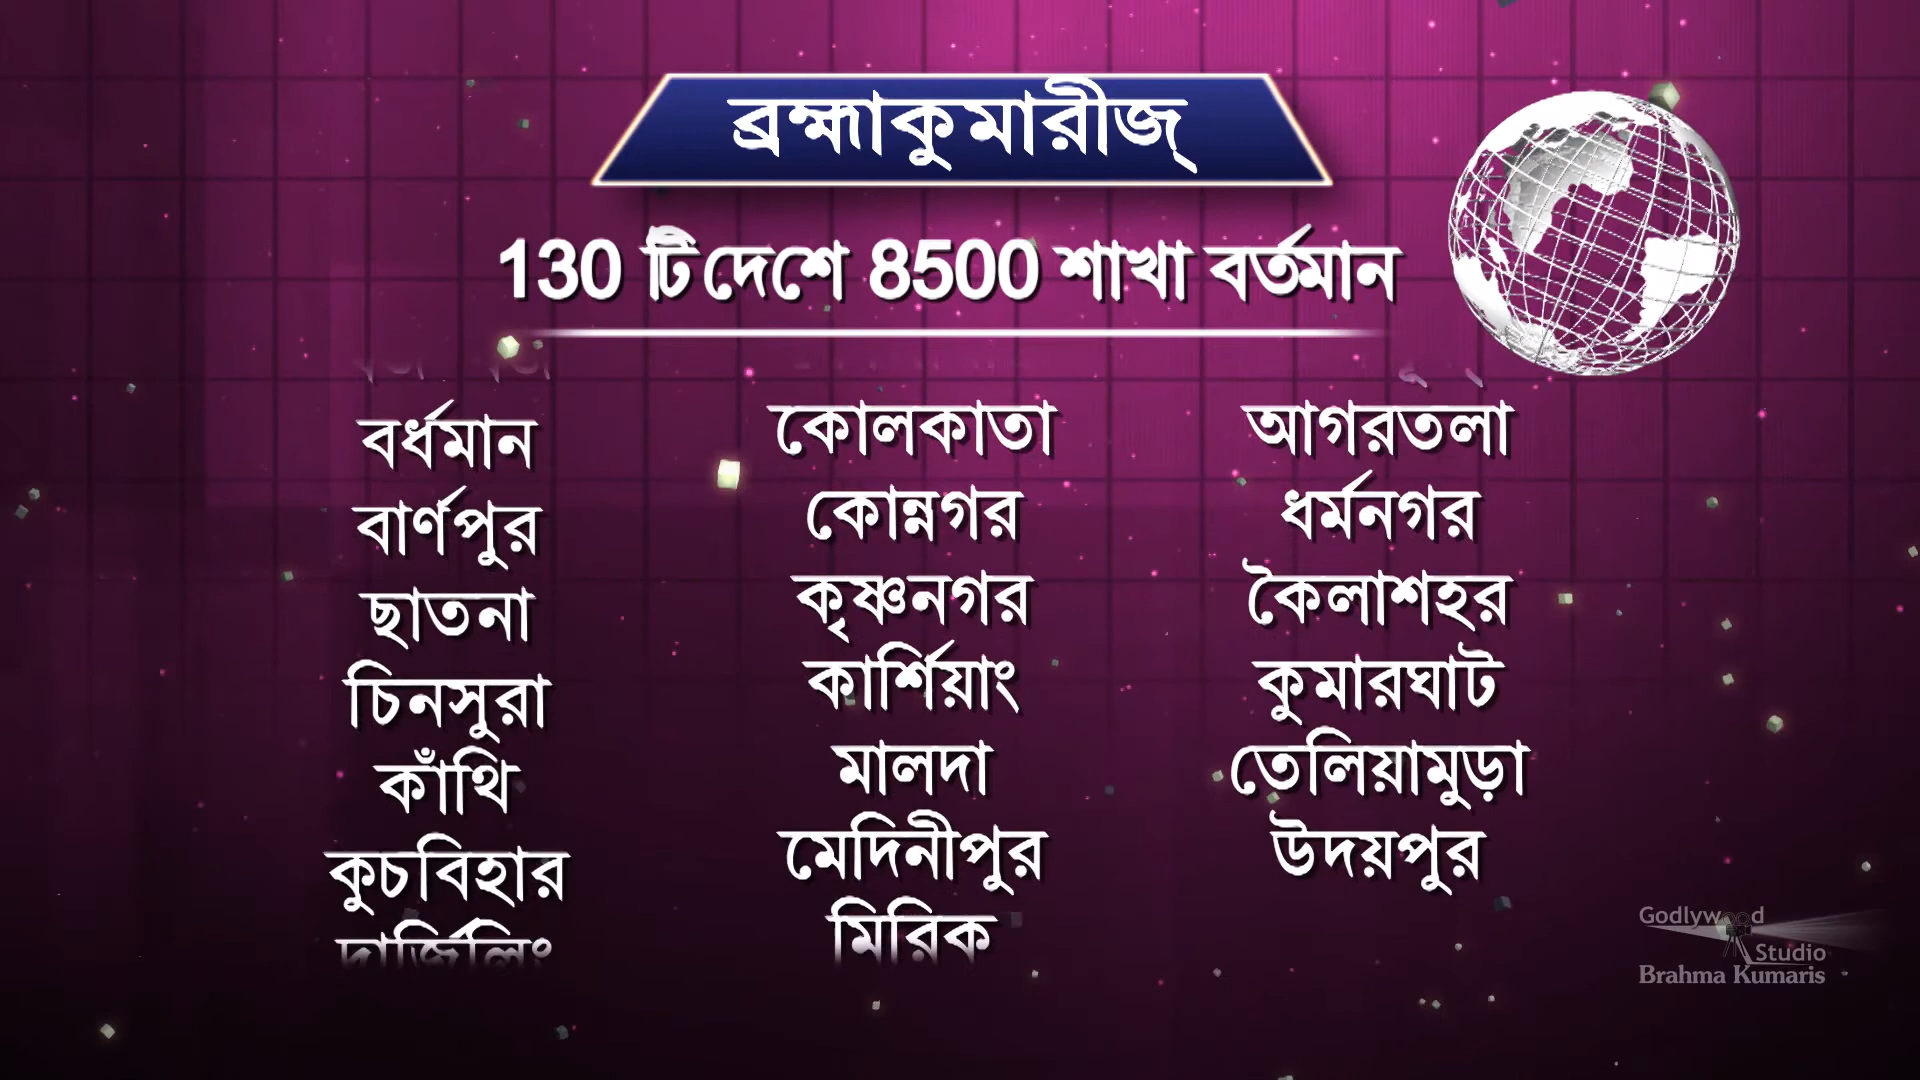 ব্রহ্মাকুমারীজ্
130 টি দেশে 8500 শাখা বর্তমান
বর্ধমান
বার্ণপুর
ছাতনা
চিনসুরা
কাঁথি
কুচবিহার
দার্জিলিং
কোলকাতা
কোন্নগর
কৃষ্ণনগর
কার্শিয়াং
মালদা
মেদিনীপুর
মিরিক
আগরতলা
ধর্মনগর
কৈলাশহর
কুমারঘাট
তেলিয়ামুড়া
উদয়পুর
Godlywood
Studio
Brahma Kumaris